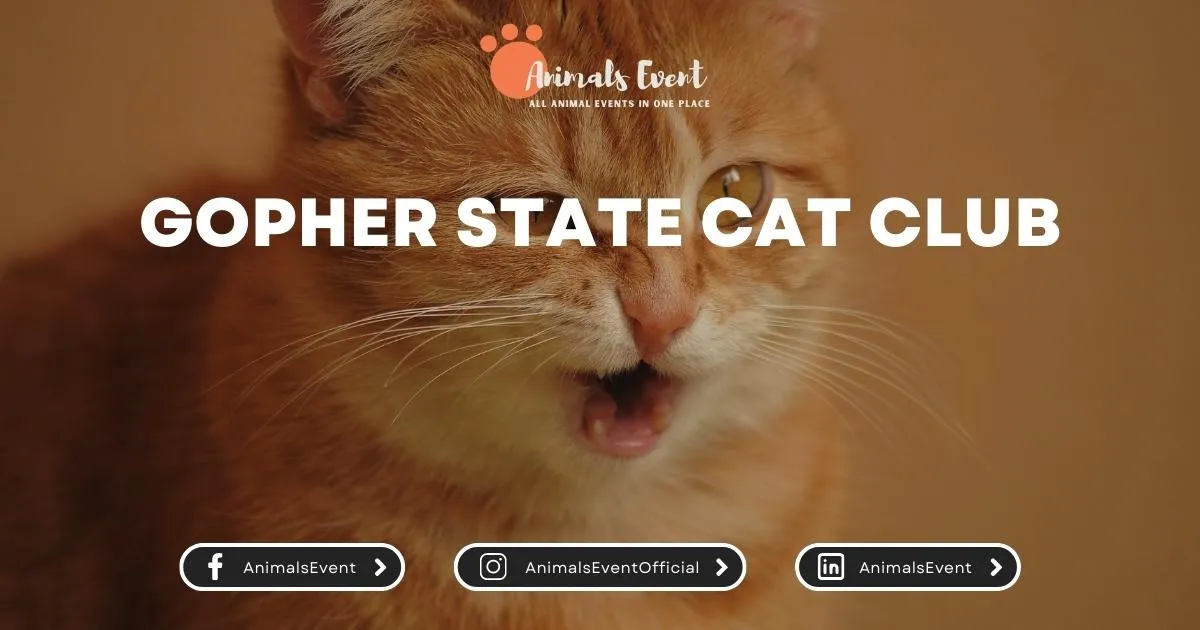 Animals Event
ALL ANIMAL EVENTS IN ONE PLACE
GOPHER STATE CAT CLUB
AnimalsEvent
AnimalsEventOfficial
AnimalsEvent